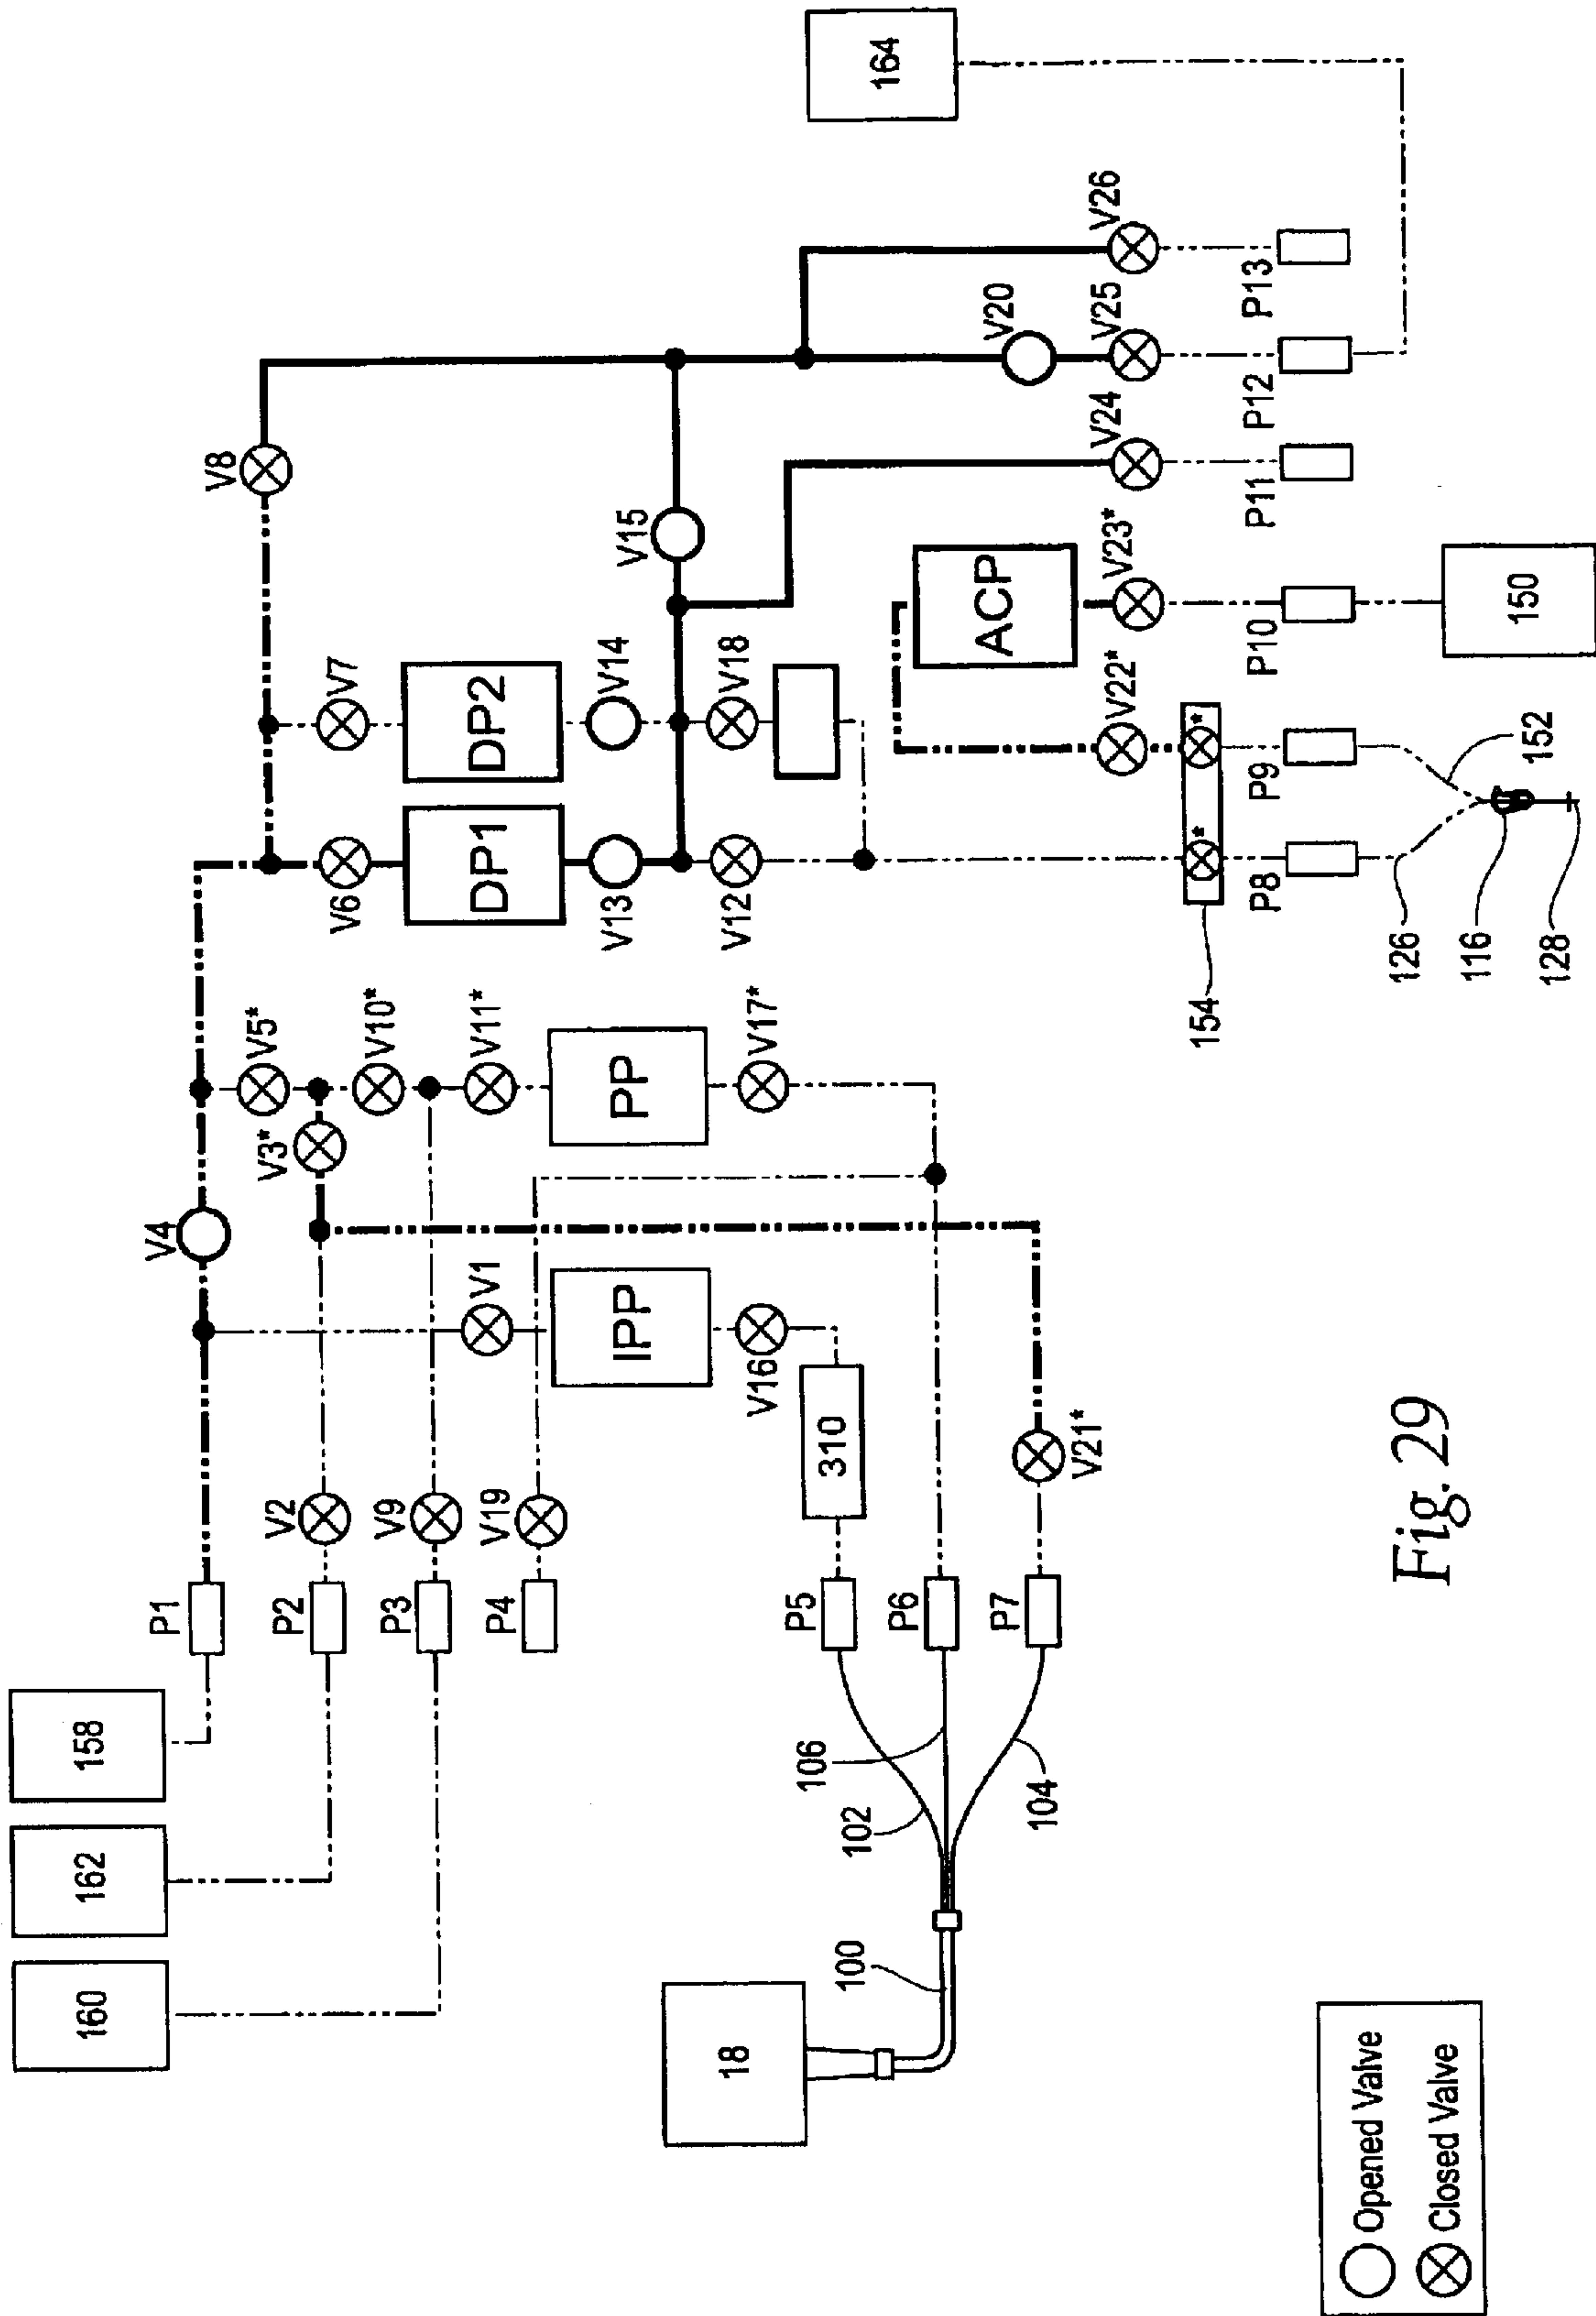 164
V8
V26
V20
V25
P13
V15
V24
P12
V7
DP2
V14
V18
ACP
V23*
P11
V22*
P10
150
V6
DP1
V13
V12
*
*
P9
152
P8
154
126
116
128
V5*
V10*
V11*
V17*
V3*
PP
V4
V1
IPP
V16
310
V21*
P1
V2
V9
V19
P2
P3
P4
P5
P6
P7
158
162
160
102
106
104
100
18
Opened Valve
Closed Valve
Fig. 29